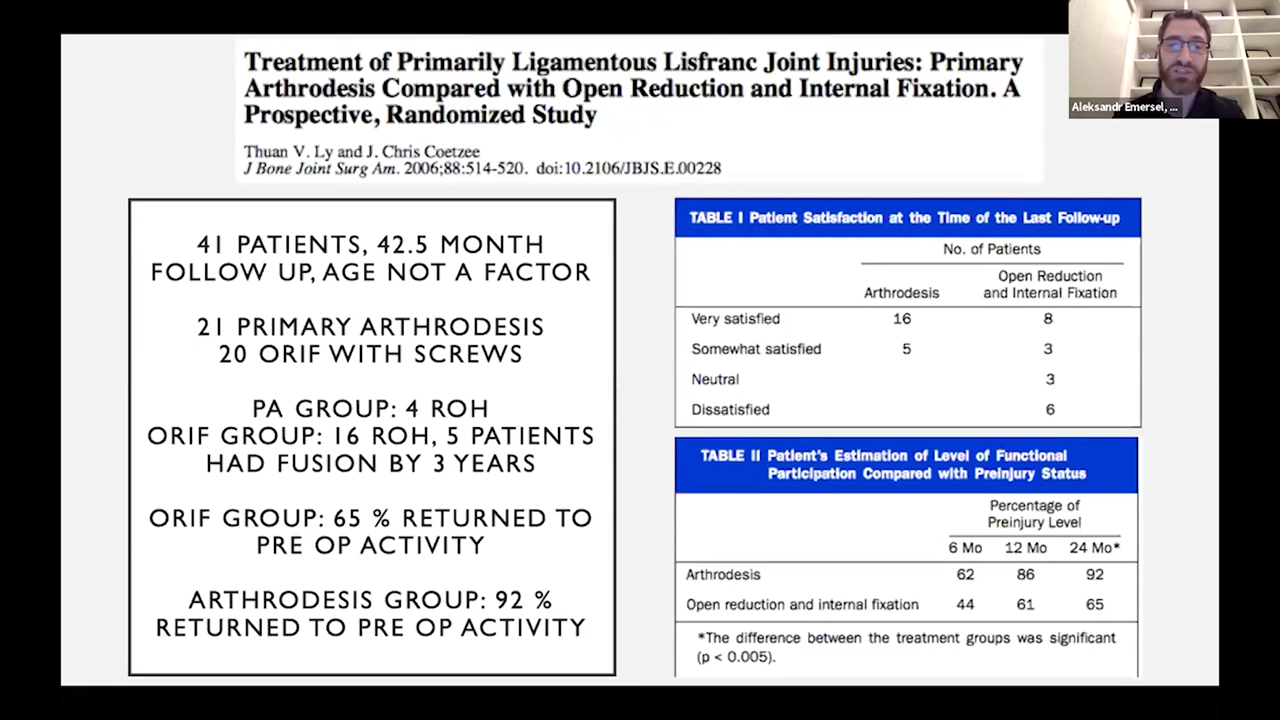 Treatment of Primarily Ligamentous Lisfranc Joint Injuries: Primary
Arthrodesis Compared with Open Reduction and Internal Fixation. A
Prospective, Randomized Study
Thuan V. Ly and J. Chris Coetzee
J Bone Joint Surg Am. 2006;88:514-520. doi:10.2106/JBJS.E.00228
Aleksandr Emersel, ...
41 PATIENTS, 42.5 MONTH
FOLLOW UP, AGE NOT A FACTOR
21 PRIMARY ARTHRODESIS
20 ORIF WITH SCREWS
PA GROUP: 4 ROH
ORIF GROUP: 16 ROH, 5 PATIENTS
HAD FUSION BY 3 YEARS
ORIF GROUP: 65 % RETURNED TO
PRE OP ACTIVITY
ARTHRODESIS GROUP: 92 %
RETURNED TO PRE OP ACTIVITY
TABLE I Patient Satisfaction at the Time of the Last Follow-up
No. of Patients
Open Reduction
Arthrodesis and Internal Fixation
Very satisfied 16 8
Somewhat satisfied 5 3
Neutral 3
Dissatisfied 6
TABLE II Patient's Estimation of Level of Functional
Participation Compared with Preinjury Status
Percentage of
Preinjury Level
6 Mo 12 Mo 24 Mo*
Arthrodesis 62 86 92
Open reduction and internal fixation 44 61 65
*The difference between the treatment groups was significant
(p < 0.005).